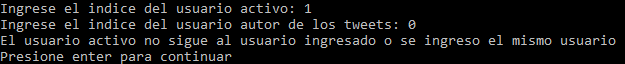 Ingrese el indice del usuario activo: 1
Ingrese el indice del usuario autor de los tweets: 0
El usuario activo no sigue al usuario ingresado o se ingreso el mismo usuario
Presione enter para continuar